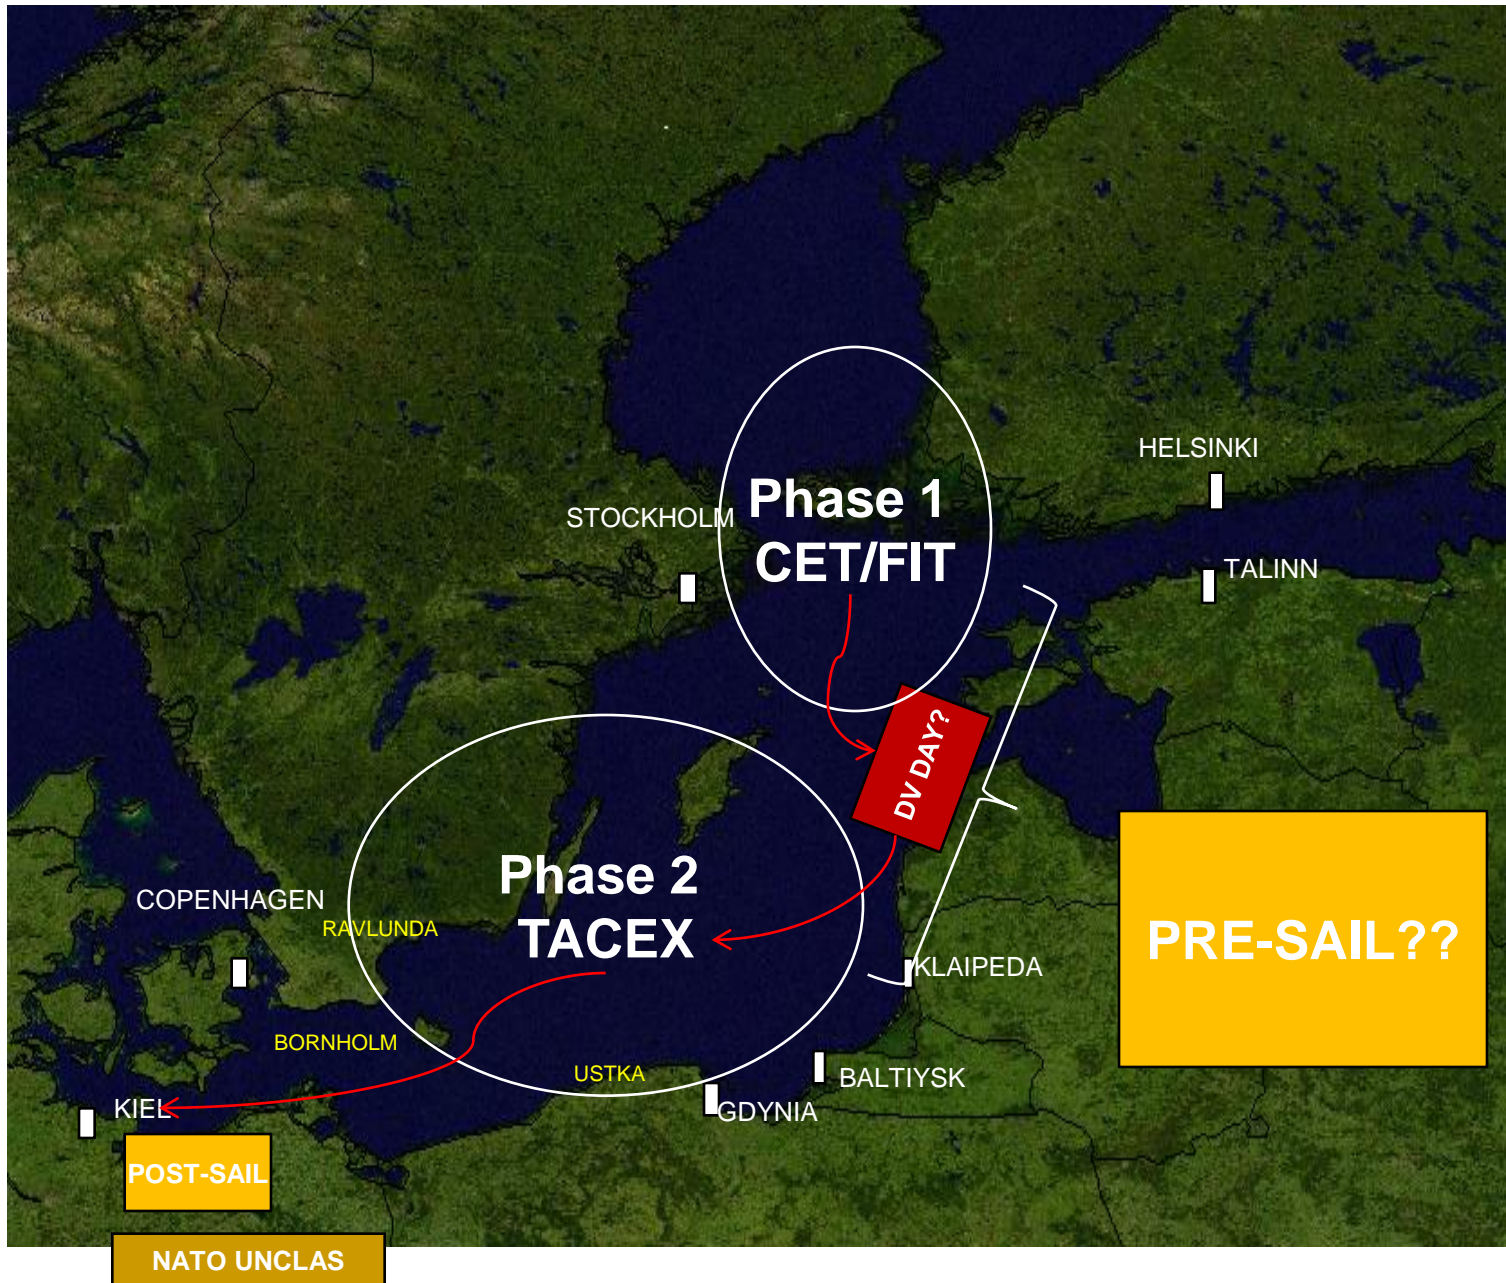 HELSINKI
Phase 1
STOCKHOLM
CET/FIT
TALINN
DV DAY?
Phase 2
COPENHAGEN
RAVLUNDA
TACEX
PRE-SAIL??
KLAIPEDA
BORNHOLM
USTKA
BALTIYSK
KIEL
GDYNIA
POST-SAIL
NATO UNCLAS